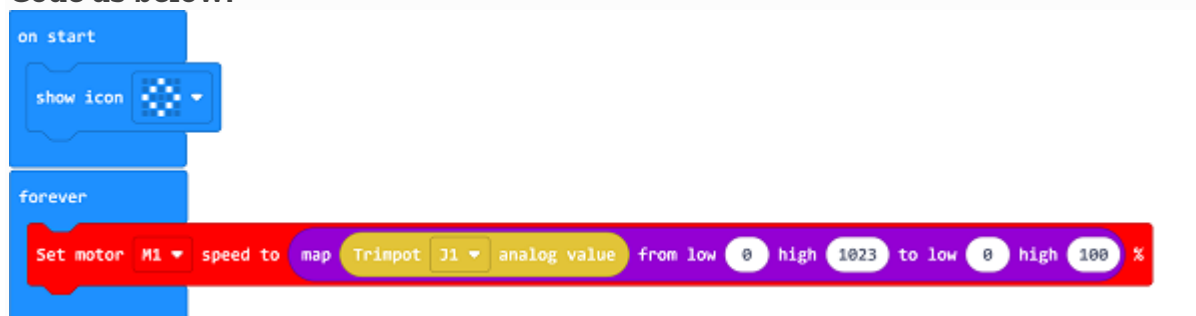 on start
show icon
forever
Set motor M1 speed to map Trimpot J1 analog value from low 0 high 1023 to low 0 high 100 %